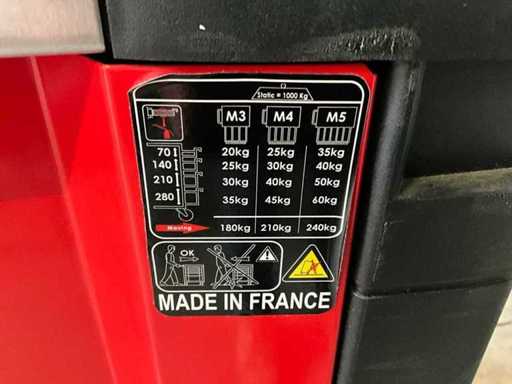 Static = 1000 Kg
M3 M4 M5
70 20kg 25kg 35kg
140 25kg 30kg 40kg
210 30kg 40kg 50kg
280 35kg 45kg 60kg
Moving 180kg 210kg 240kg
OK
MADE IN FRANCE